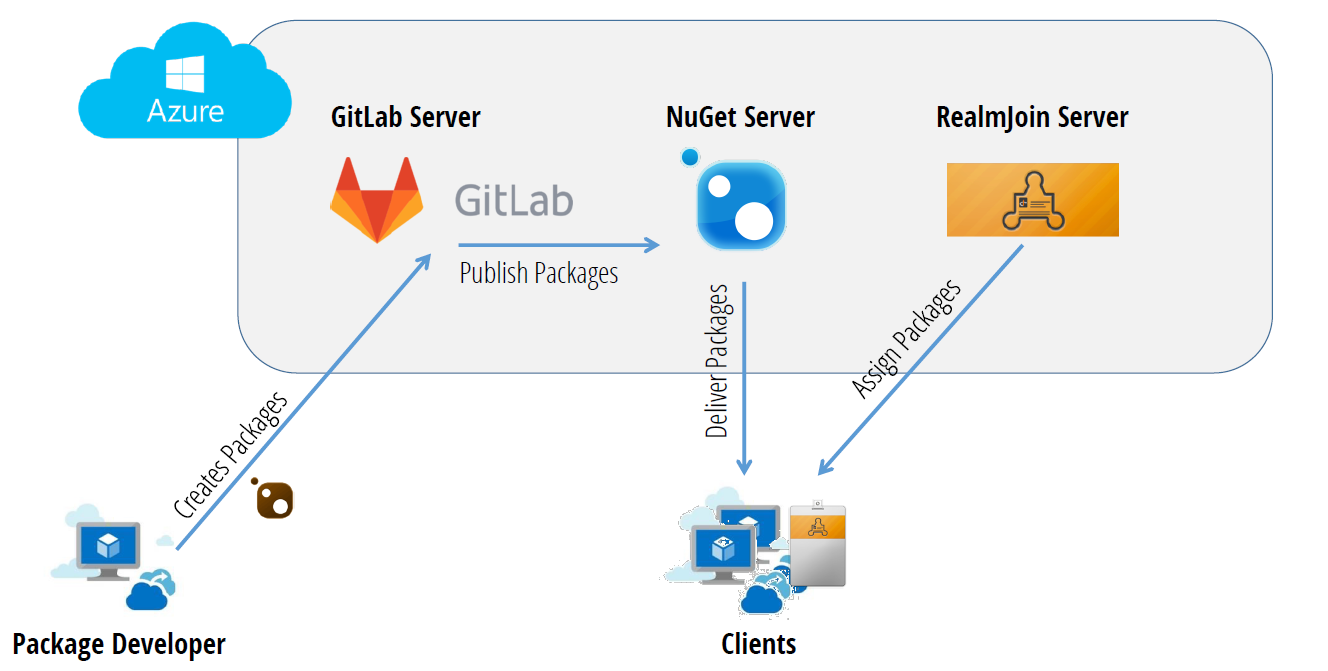 Azure
GitLab Server
NuGet Server
RealmJoin Server
GitLab
Publish Packages
Creates Packages
Deliver Packages
Assign Packages
Package Developer
Clients